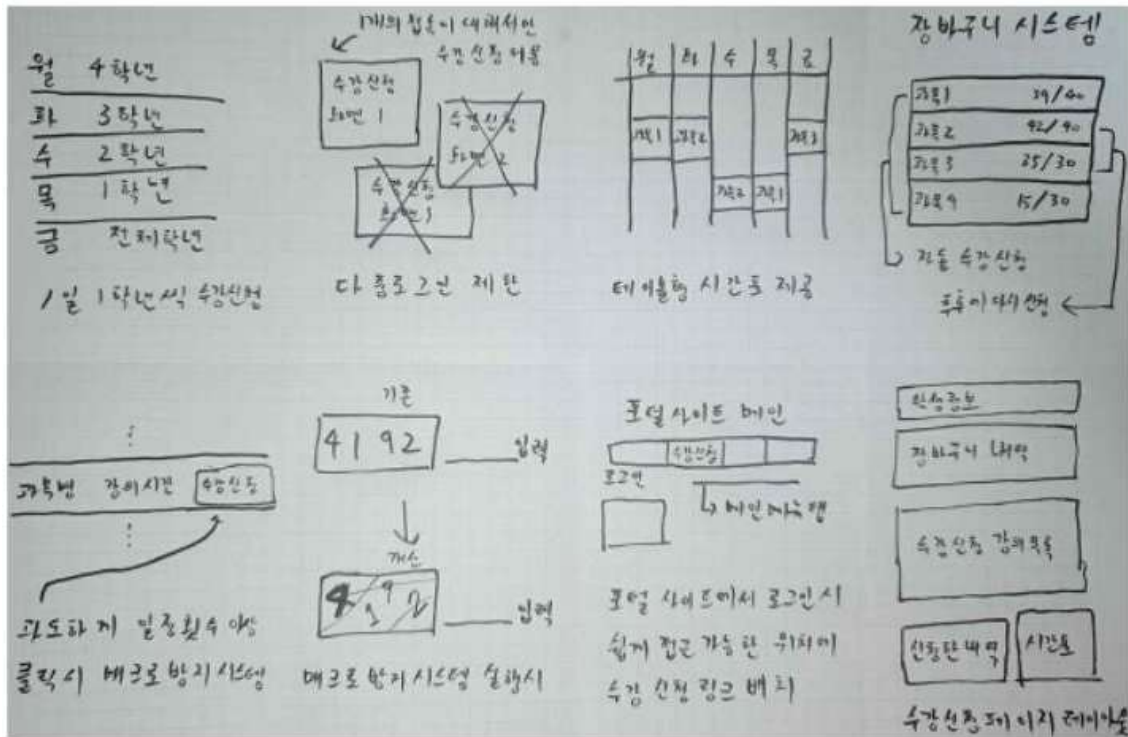 월 4학년
화 3학년
수 2학년
목 1학년
금 전체학년
1일 1학년씩 수강신청
1개의 접속에 대해서만
수강신청 허용
수강신청
화면 1
수강신청
화면 2
수강신청
화면 3
다중로그인 제한
월 화 수 목 금
과목1 과목2 과목3
과목2 과목1
테이블형 시간표 제공
장바구니 시스템
과목1 39/40
과목2 42/40
과목3 35/30
과목4 15/30
자동 수강신청
추후에 다시 신청
과목명 강의시간 수강신청
과도하게 일정횟수 이상
클릭시 매크로 방지 시스템
기존
4192
입력
개선
4 1 9 2
입력
매크로 방지 시스템 실행시
포털 사이트 메인
수강신청
로그인
메인메뉴탭
포털 사이트에서 로그인 시
쉽게 접근 가능한 위치에
수강 신청 링크 배치
학생정보
장바구니 내역
수강신청 강의목록
신청한내역
시간표
수강신청 페이지 레이아웃